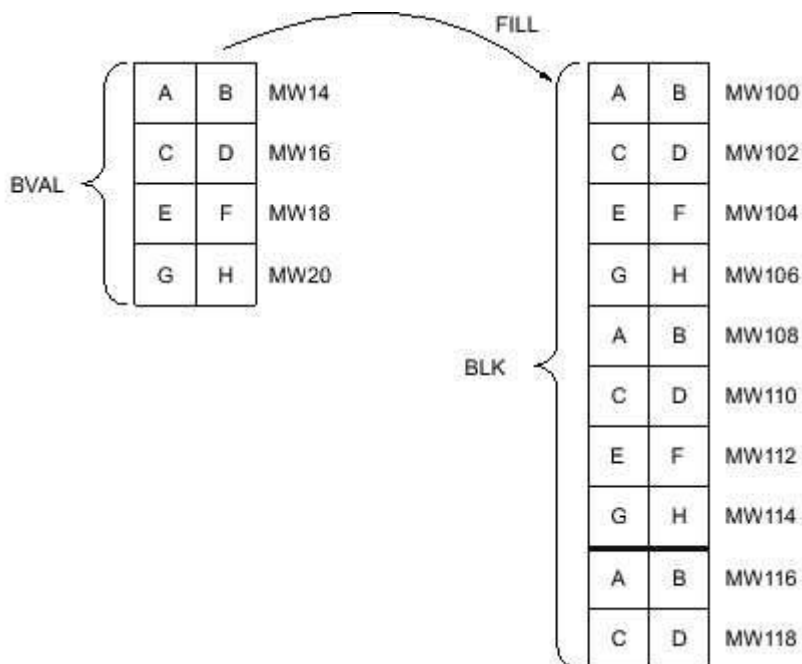 FILL
A B MW14
C D MW16
BVAL
E F MW18
G H MW20
A B MW100
C D MW102
E F MW104
G H MW106
A B MW108
BLK
C D MW110
E F MW112
G H MW114
A B MW116
C D MW118